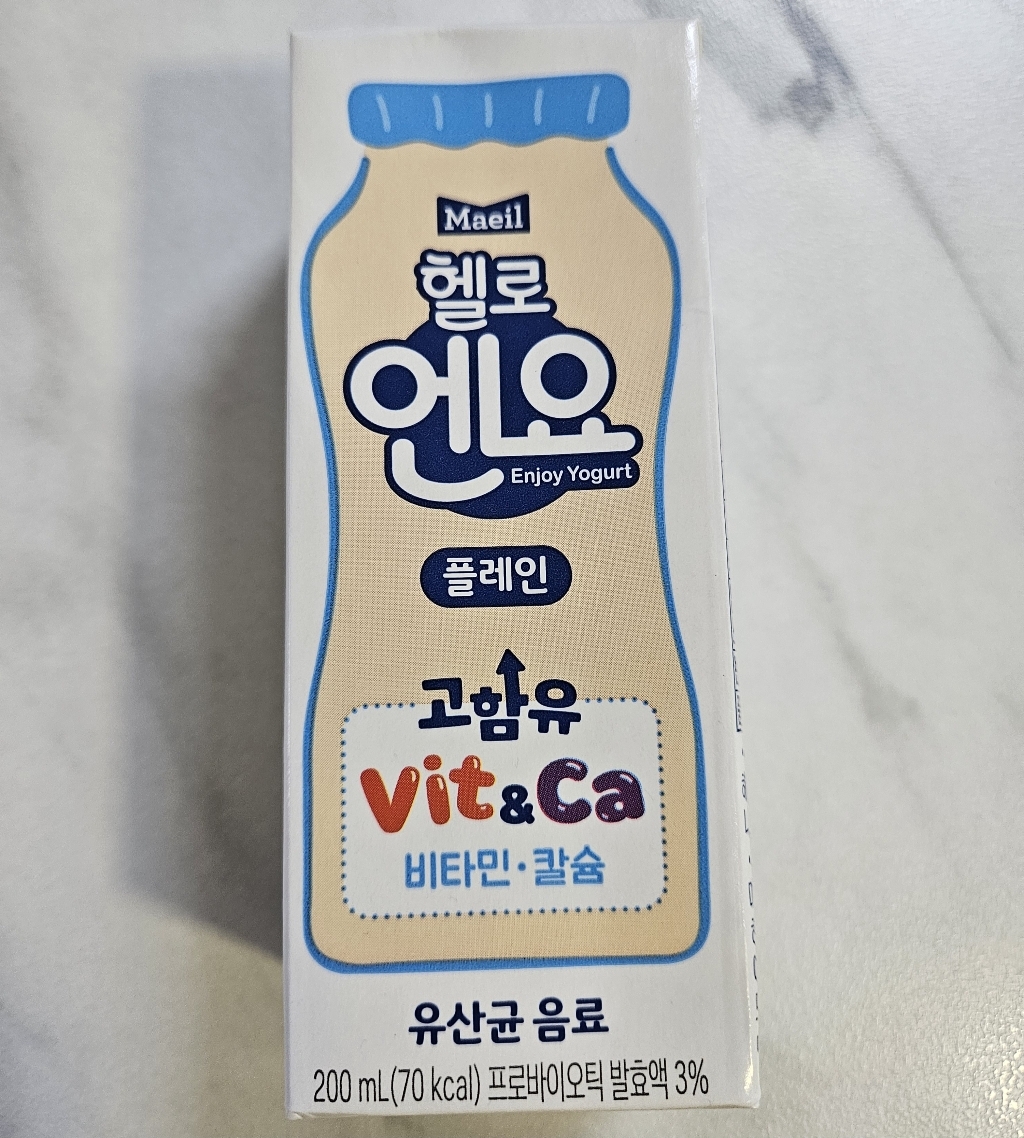 Maeil
헬로
엔요
Enjoy Yogurt
플레인
고함유
Vit&Ca
비타민·칼슘
유산균 음료
200 mL(70 kcal) 프로바이오틱 발효액 3%